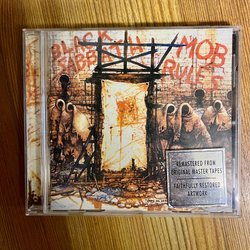 BLACK
SABBATH
MOB
RULES
REMASTERED FROM
ORIGINAL MASTER TAPES
FAITHFULLY RESTORED
ARTWORK